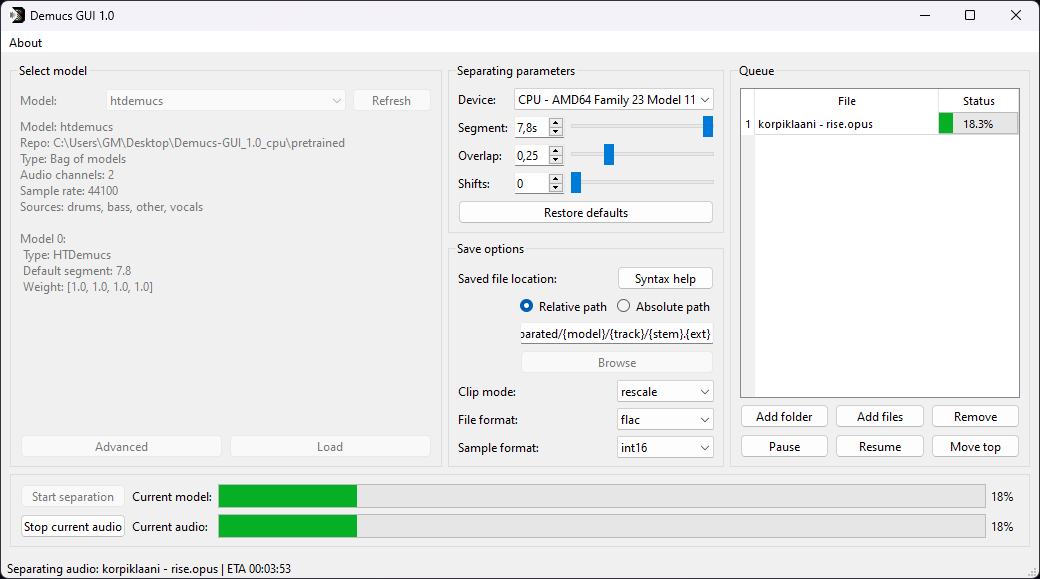 Demucs GUI 1.0
About
Select model
Model: htdemucs Refresh
Model: htdemucs
Repo: C:\Users\GM\Desktop\Demucs-GUI_1.0_cpu\pretrained
Type: Bag of models
Audio channels: 2
Sample rate: 44100
Sources: drums, bass, other, vocals
Model 0:
Type: HTDemucs
Default segment: 7.8
Weight: [1.0, 1.0, 1.0, 1.0]
Advanced Load
Separating parameters
Device: CPU - AMD64 Family 23 Model 11
Segment: 7,8s
Overlap: 0,25
Shifts: 0
Restore defaults
Save options
Saved file location: Syntax help
Relative path Absolute path
parated/{model}/{track}/{stem}.{ext}
Browse
Clip mode: rescale
File format: flac
Sample format: int16
Queue
File Status
1 korpiklaani - rise.opus 18.3%
Add folder Add files Remove
Pause Resume Move top
Start separation Current model: 18%
Stop current audio Current audio: 18%
Separating audio: korpiklaani - rise.opus | ETA 00:03:53